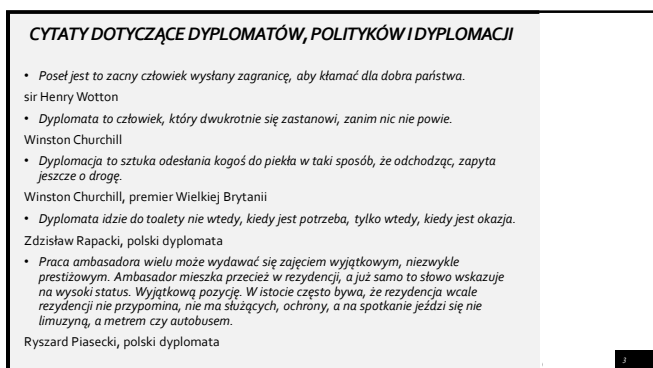 CYTATY DOTYCZĄCE DYPLOMATÓW, POLITYKÓW I DYPLOMACJI
• Poseł jest to zacny człowiek wysłany zagranicę, aby kłamać dla dobra państwa.
sir Henry Wotton
• Dyplomata to człowiek, który dwukrotnie się zastanowi, zanim nic nie powie.
Winston Churchill
• Dyplomacja to sztuka odesłania kogoś do piekła w taki sposób, że odchodząc, zapyta
jeszcze o drogę.
Winston Churchill, premier Wielkiej Brytanii
• Dyplomata idzie do toalety nie wtedy, kiedy jest potrzeba, tylko wtedy, kiedy jest okazja.
Zdzisław Rapacki, polski dyplomata
• Praca ambasadora wielu może wydawać się zajęciem wyjątkowym, niezwykle
prestiżowym. Ambasador mieszka przecież w rezydencji, a już samo to słowo wskazuje
na wysoki status. Wyjątkową pozycję. W istocie często bywa, że rezydencja wcale
rezydencji nie przypomina, nie ma służących, ochrony, a na spotkanie jeździ się nie
limuzyną, a metrem czy autobusem.
Ryszard Piasecki, polski dyplomata
3